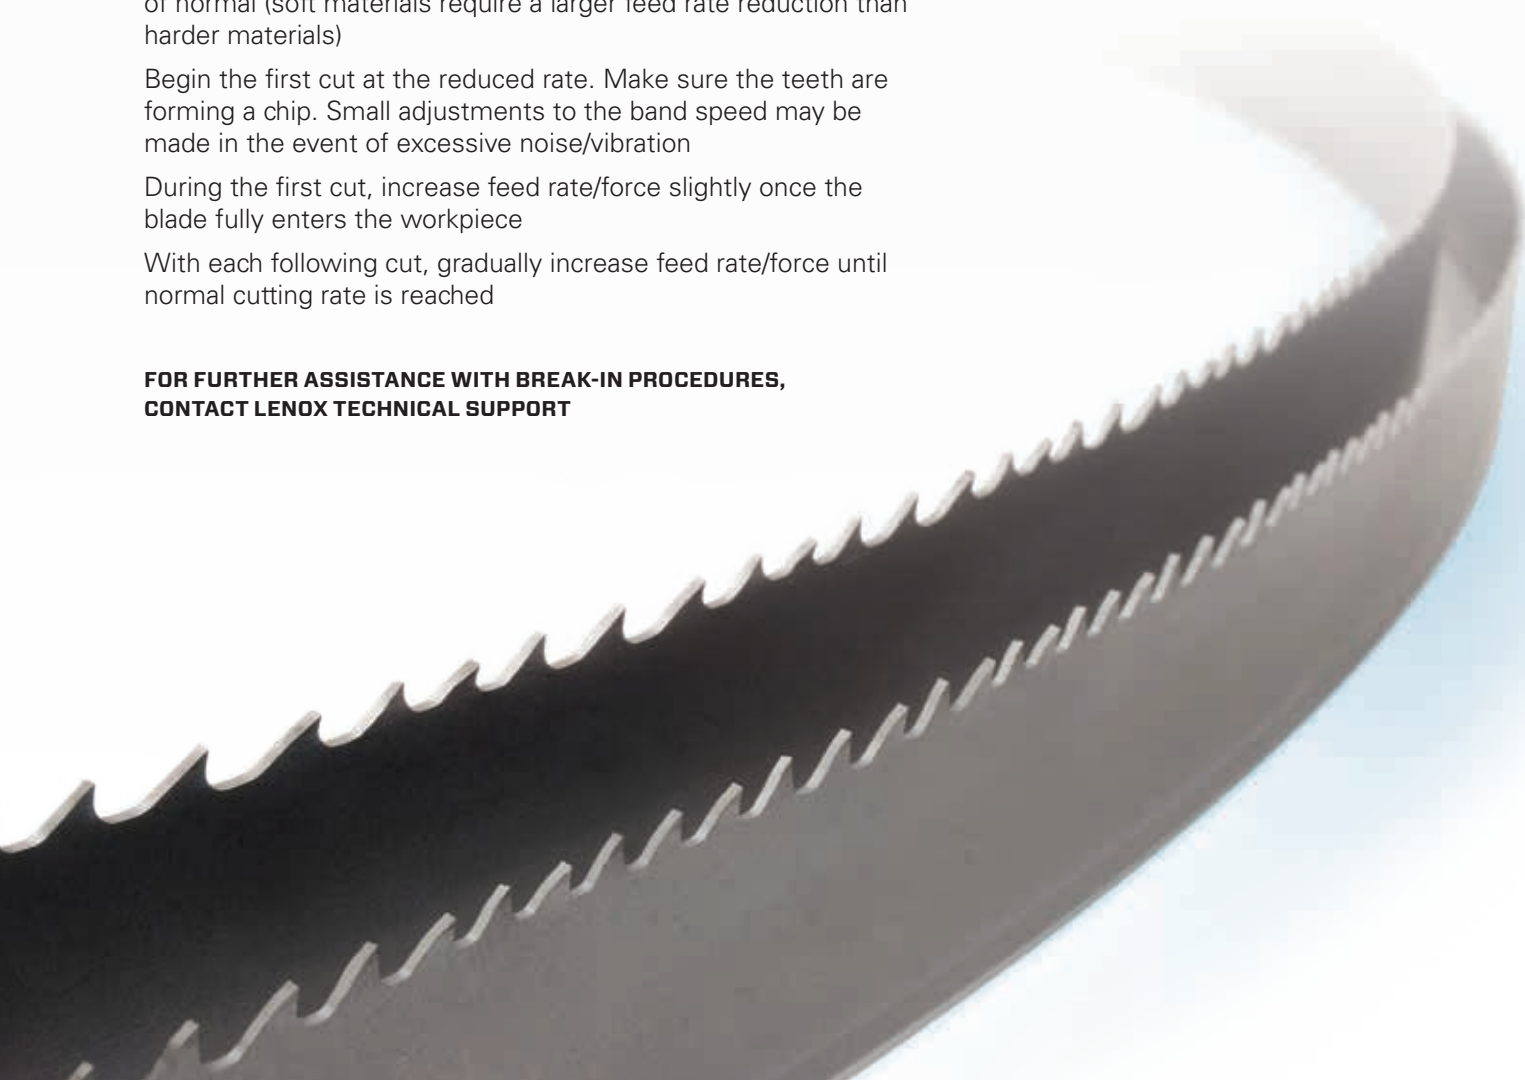 of normal (soft materials require a larger feed rate reduction than
harder materials)
Begin the first cut at the reduced rate. Make sure the teeth are
forming a chip. Small adjustments to the band speed may be
made in the event of excessive noise/vibration
During the first cut, increase feed rate/force slightly once the
blade fully enters the workpiece
With each following cut, gradually increase feed rate/force until
normal cutting rate is reached
FOR FURTHER ASSISTANCE WITH BREAK-IN PROCEDURES,
CONTACT LENOX TECHNICAL SUPPORT